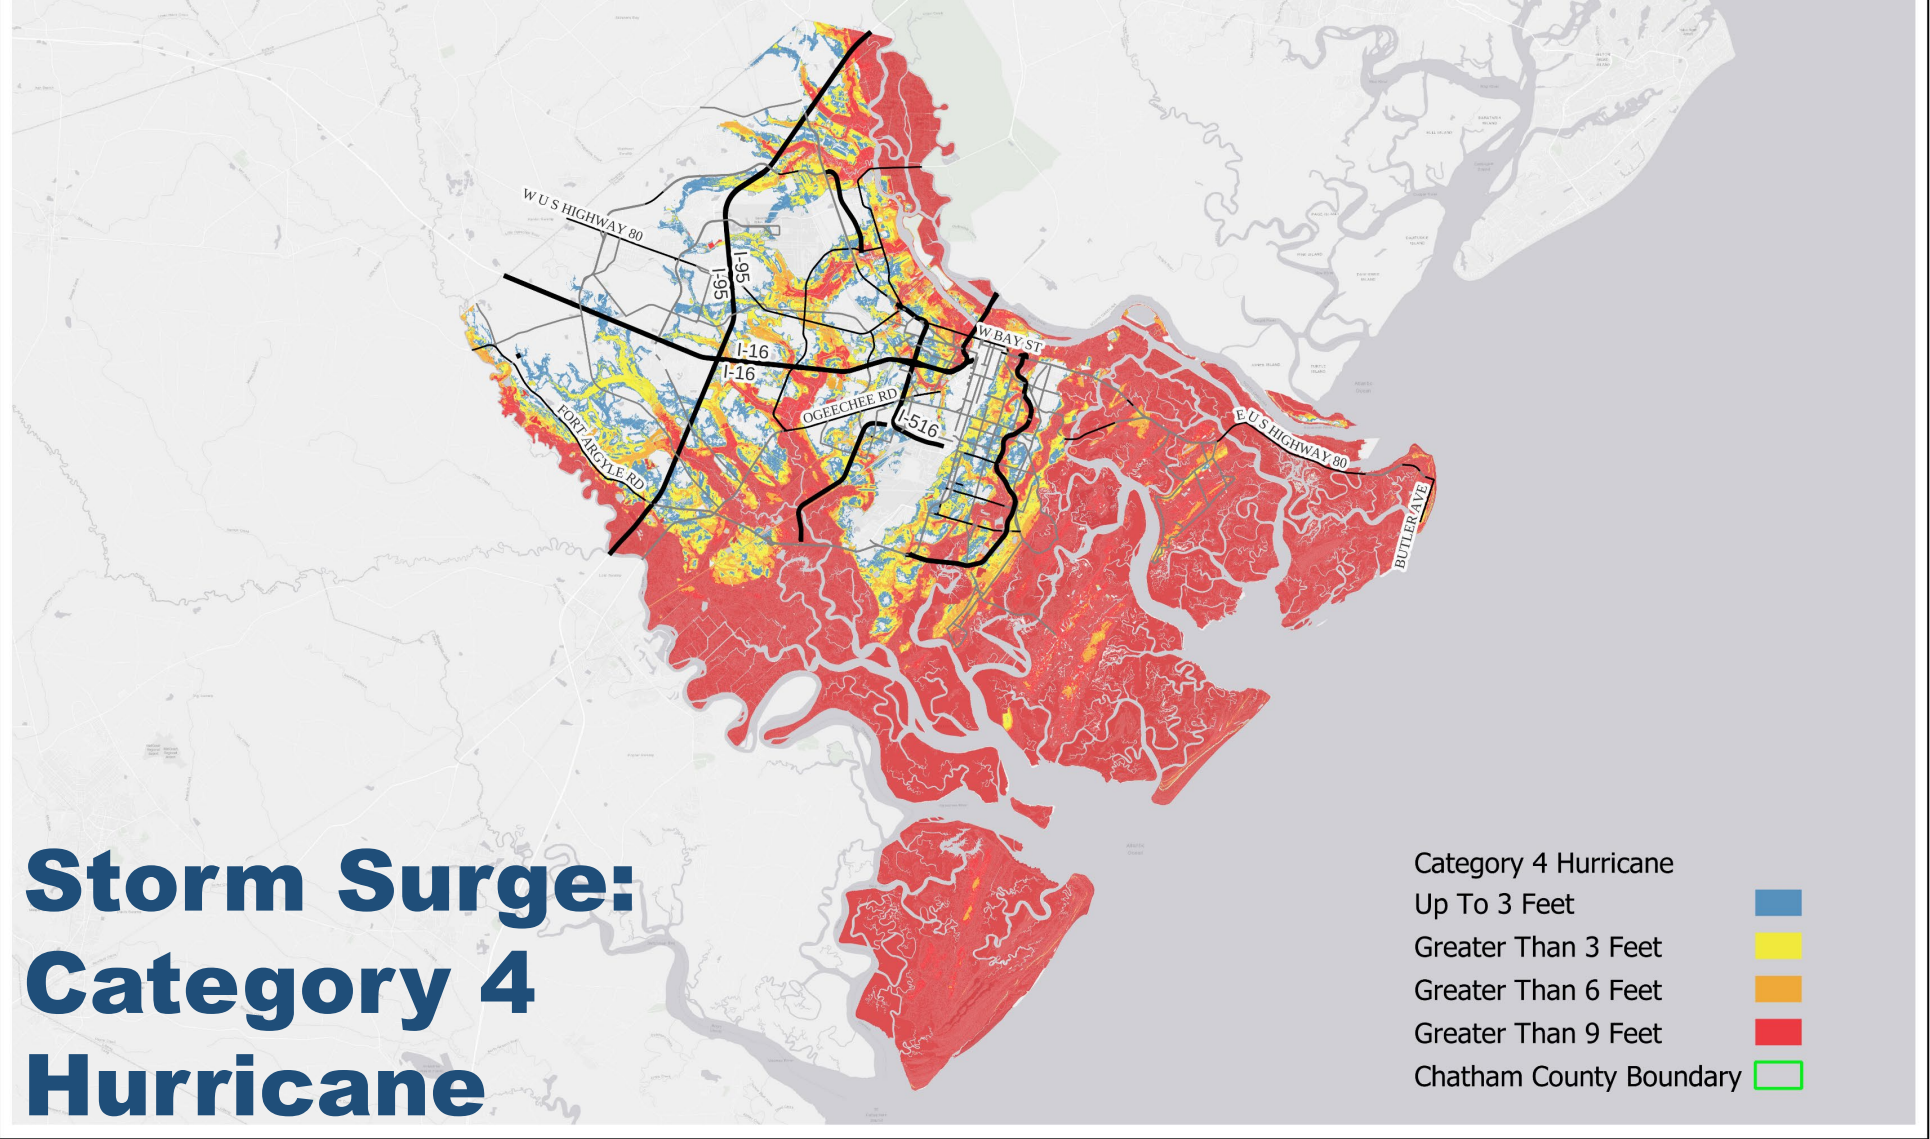 W U S HIGHWAY 80
I-95
I-95
W BAY ST
I-16
I-16
OGEECHEE RD
I-516
FORT ARGYLE RD
E U S HIGHWAY 80
BUTLER AVE
Storm Surge:
Category 4
Hurricane
Category 4 Hurricane
Up To 3 Feet
Greater Than 3 Feet
Greater Than 6 Feet
Greater Than 9 Feet
Chatham County Boundary